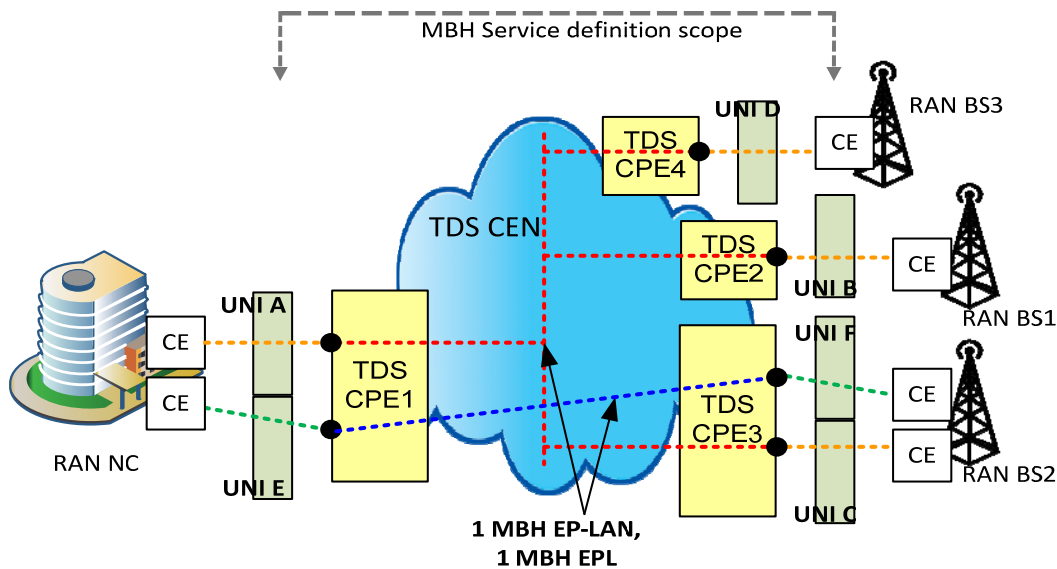 MBH Service definition scope
UNI D
RAN BS3
TDS
CPE4
CE
TDS CEN
TDS
CPE2
CE
UNI B
RAN BS1
UNI A
CE
TDS
CPE1
CE
UNI E
RAN NC
UNI F
TDS
CPE3
CE
CE
RAN BS2
UNI C
1 MBH EP-LAN,
1 MBH EPL